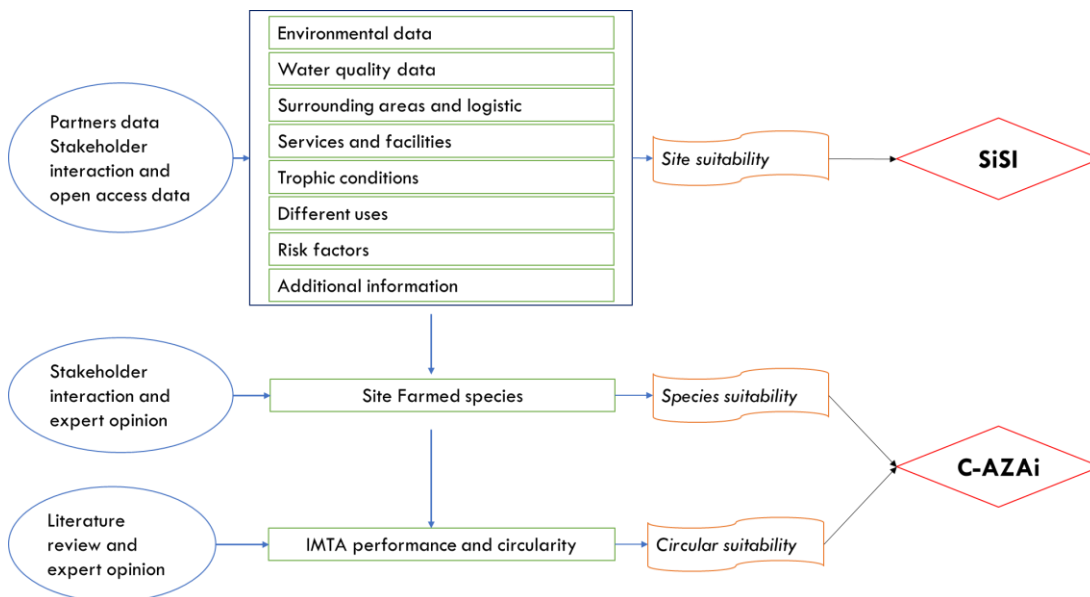 Environmental data
Water quality data
Surrounding areas and logistic
Services and facilities
Trophic conditions
Different uses
Risk factors
Additional information
Partners data
Stakeholder
interaction and
open access data
Site suitability
SiSI
Stakeholder
interaction and
expert opinion
Site Farmed species
Species suitability
C-AZAi
Literature
review and
expert opinion
IMTA performance and circularity
Circular suitability